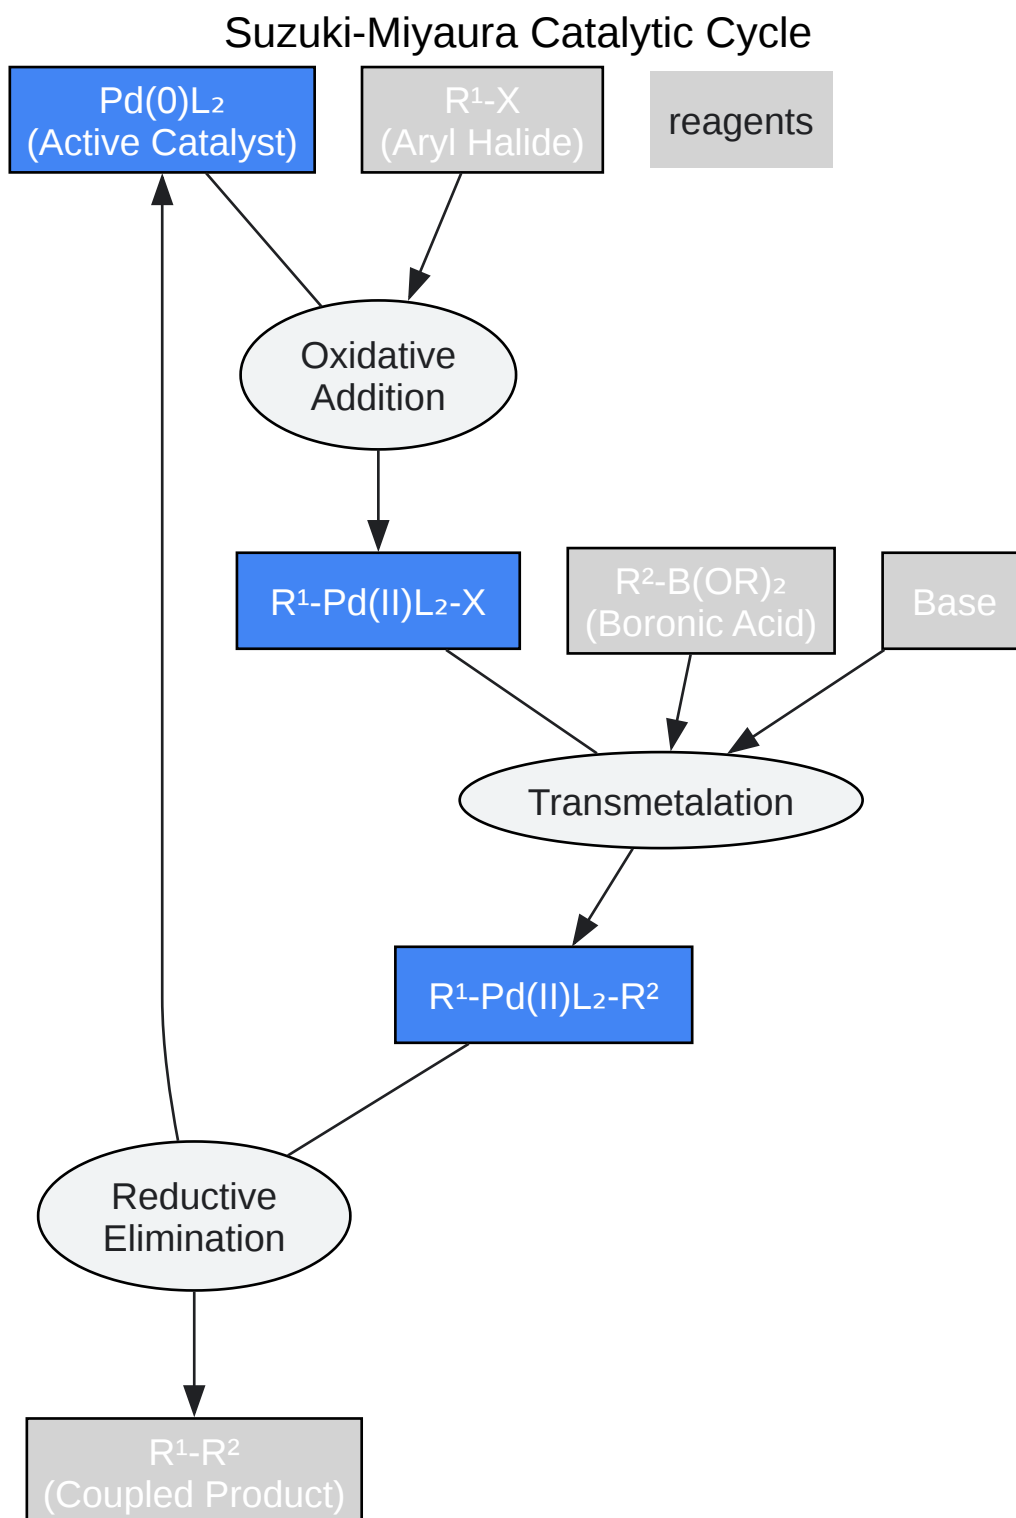 Suzuki-Miyaura Catalytic Cycle
Pd(0)L₂
(Active Catalyst)
R¹-X
(Aryl Halide)
reagents
Oxidative
Addition
R¹-Pd(II)L₂-X
R²-B(OR)₂
(Boronic Acid)
Base
Transmetalation
R¹-Pd(II)L₂-R²
Reductive
Elimination
R¹-R²
(Coupled Product)